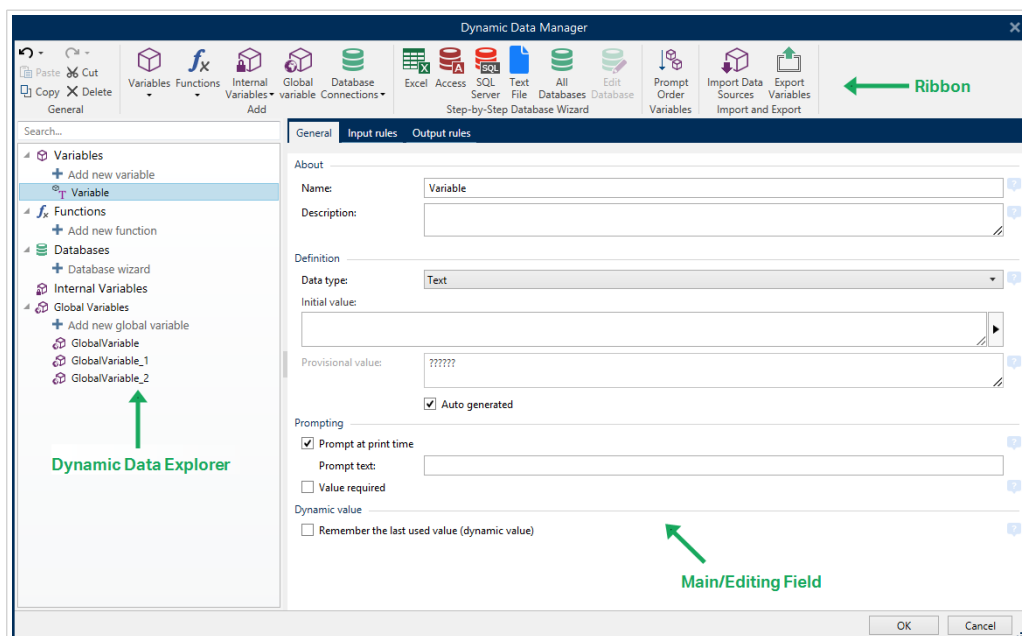 Dynamic Data Manager
Paste Cut
Copy Delete
General
Variables Functions Internal Variables Global variable Database Connections
Add
Excel Access SQL Server Text File All Databases Edit Database
Step-by-Step Database Wizard
Prompt Order
Variables
Import Data Sources Export Variables
Import and Export
Ribbon
Search...
Variables
Add new variable
Variable
Functions
Add new function
Databases
Database wizard
Internal Variables
Global Variables
Add new global variable
GlobalVariable
GlobalVariable_1
GlobalVariable_2
Dynamic Data Explorer
General Input rules Output rules
About
Name: Variable
Description:
Definition
Data type: Text
Initial value:
Provisional value: ??????
Auto generated
Prompting
Prompt at print time
Prompt text:
Value required
Dynamic value
Remember the last used value (dynamic value)
Main/Editing Field
OK Cancel